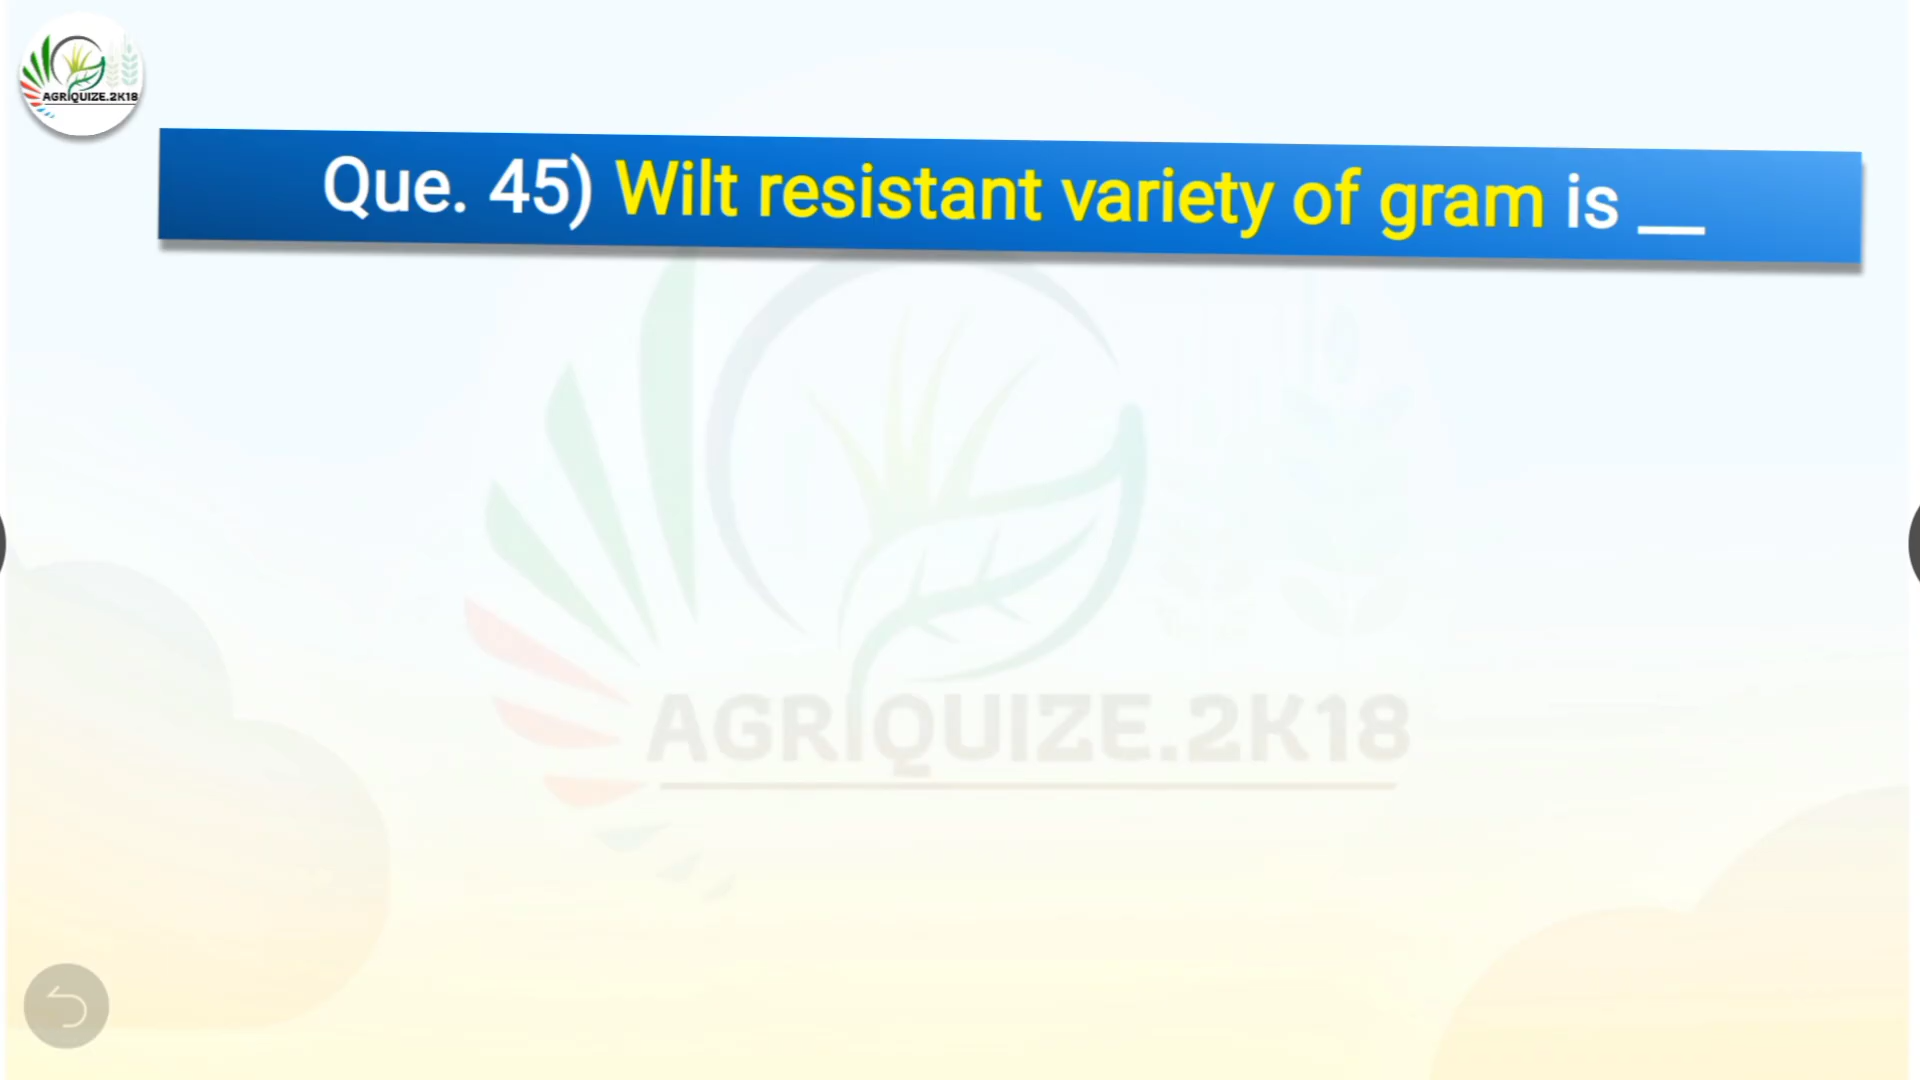 AGRIQUIZE.2K18
Que. 45) Wilt resistant variety of gram is __
AGRIQUIZE.2K18